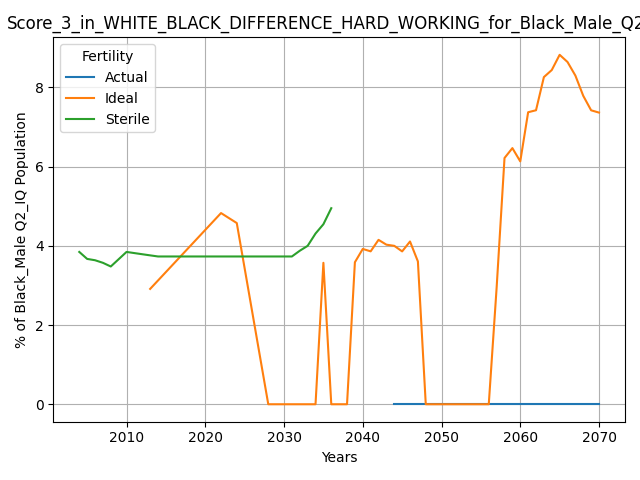 Score_3_in_WHITE_BLACK_DIFFERENCE_HARD_WORKING_for_Black_Male_Q2
Fertility
Actual
Ideal
Sterile
% of Black_Male Q2_IQ Population
8
6
4
2
0
2010 2020 2030 2040 2050 2060 2070
Years